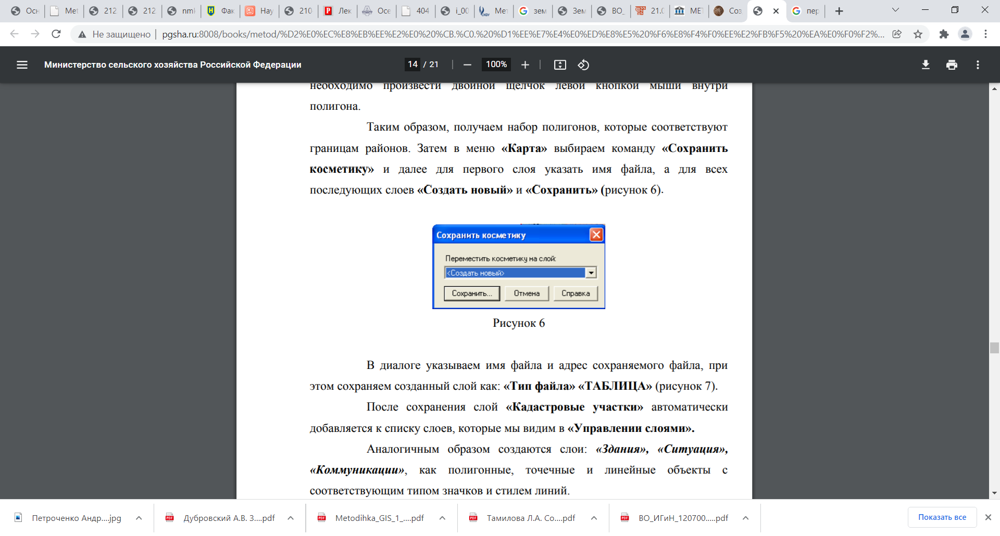 Осн
Мет
212
212
nml
Фак
Нау
210
Лек
Осе
404
i_00
Мет
зем
Зем
ВО_
21.0
МЕТ
Соз
пер
Не защищено
pgsha.ru:8008/books/metod/%D2%E0%EC%E8%EB%EE%E2%E0%20%CB.%C0.%20%D1%EE%E7%E4%E0%ED%E8%E5%20%F6%E8%F4%F0%EE%E2%FB%F5%20%EA%E0%F0%F2%...
Министерство сельского хозяйства Российской Федерации
14 / 21
100%
необходимо произвести двойной щелчок левой кнопкой мыши внутри
полигона.
Таким образом, получаем набор полигонов, которые соответствуют
границам районов. Затем в меню «Карта» выбираем команду «Сохранить
косметику» и далее для первого слоя указать имя файла, а для всех
последующих слоев «Создать новый» и «Сохранить» (рисунок 6).
Сохранить косметику
Переместить косметику на слой:
<Создать новый>
Сохранить... Отмена Справка
Рисунок 6
В диалоге указываем имя файла и адрес сохраняемого файла, при
этом сохраняем созданный слой как: «Тип файла» «ТАБЛИЦА» (рисунок 7).
После сохранения слой «Кадастровые участки» автоматически
добавляется к списку слоев, которые мы видим в «Управлении слоями».
Аналогичным образом создаются слои: «Здания», «Ситуация»,
«Коммуникации», как полигонные, точечные и линейные объекты с
соответствующим типом значков и стилем линий.
Петроченко Андр....jpg
Дубровский А.В. З....pdf
Metodihka_GIS_1_....pdf
Тамилова Л.А. Со....pdf
ВО_ИГиН_120700.....pdf
Показать все